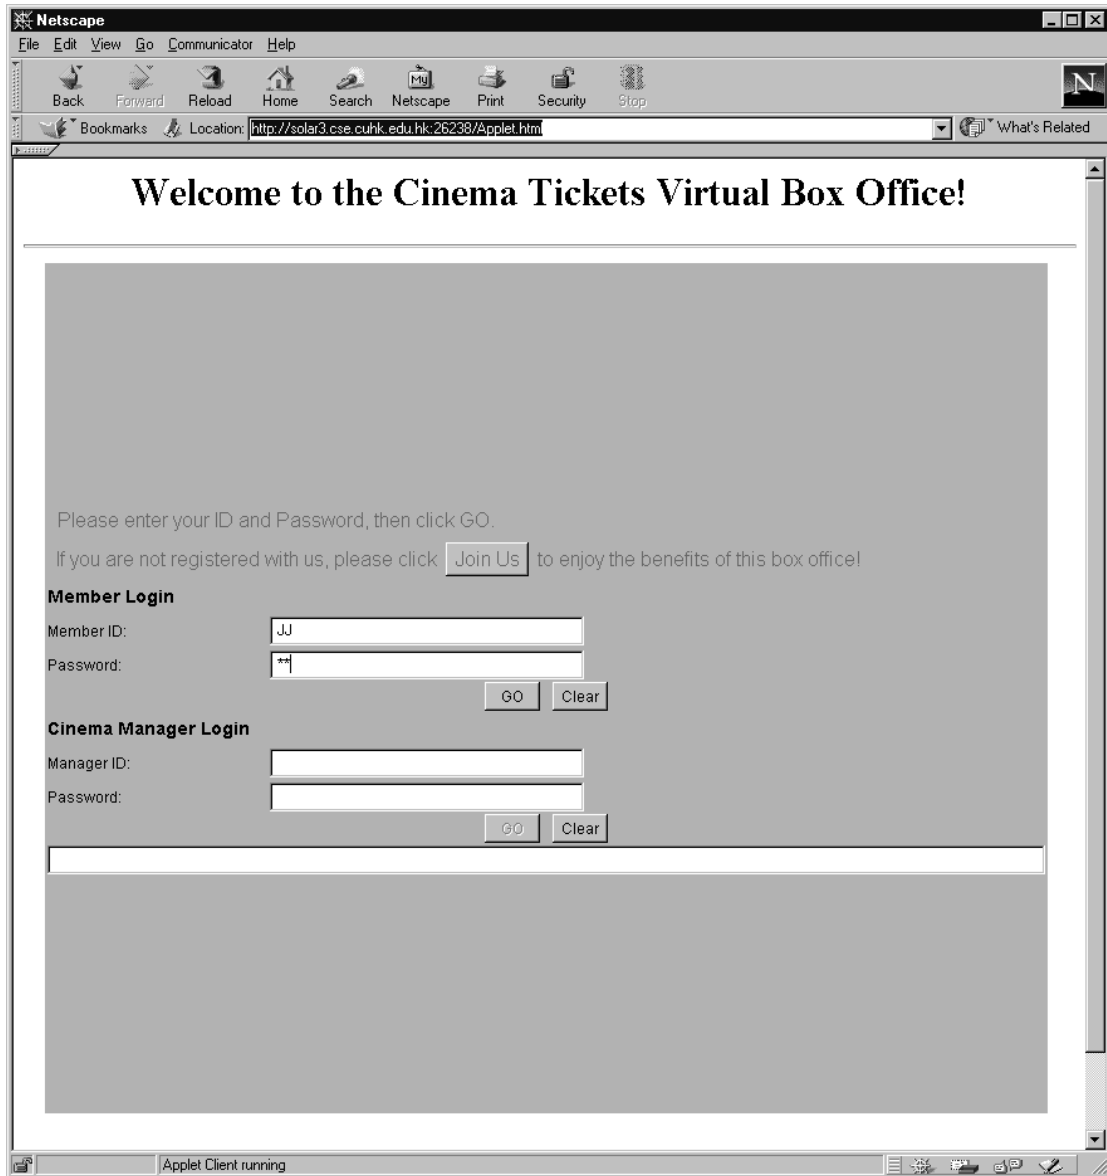 Netscape
File Edit View Go Communicator Help
My
Back Forward Reload Home Search Netscape Print Security Stop
N
Bookmarks Location: http://solar3.cse.cuhk.edu.hk:26238/Applet.html What's Related
Welcome to the Cinema Tickets Virtual Box Office!
Please enter your ID and Password, then click GO.
If you are not registered with us, please click Join Us to enjoy the benefits of this box office!
Member Login
Member ID: JJ
Password: **
GO Clear
Cinema Manager Login
Manager ID:
Password:
GO Clear
Applet Client running